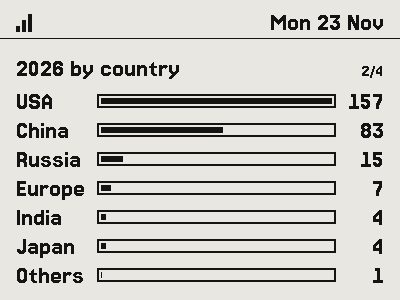 Mon 23 Nov
2026 by country 2/4
USA 157
China 83
Russia 15
Europe 7
India 4
Japan 4
Others 1